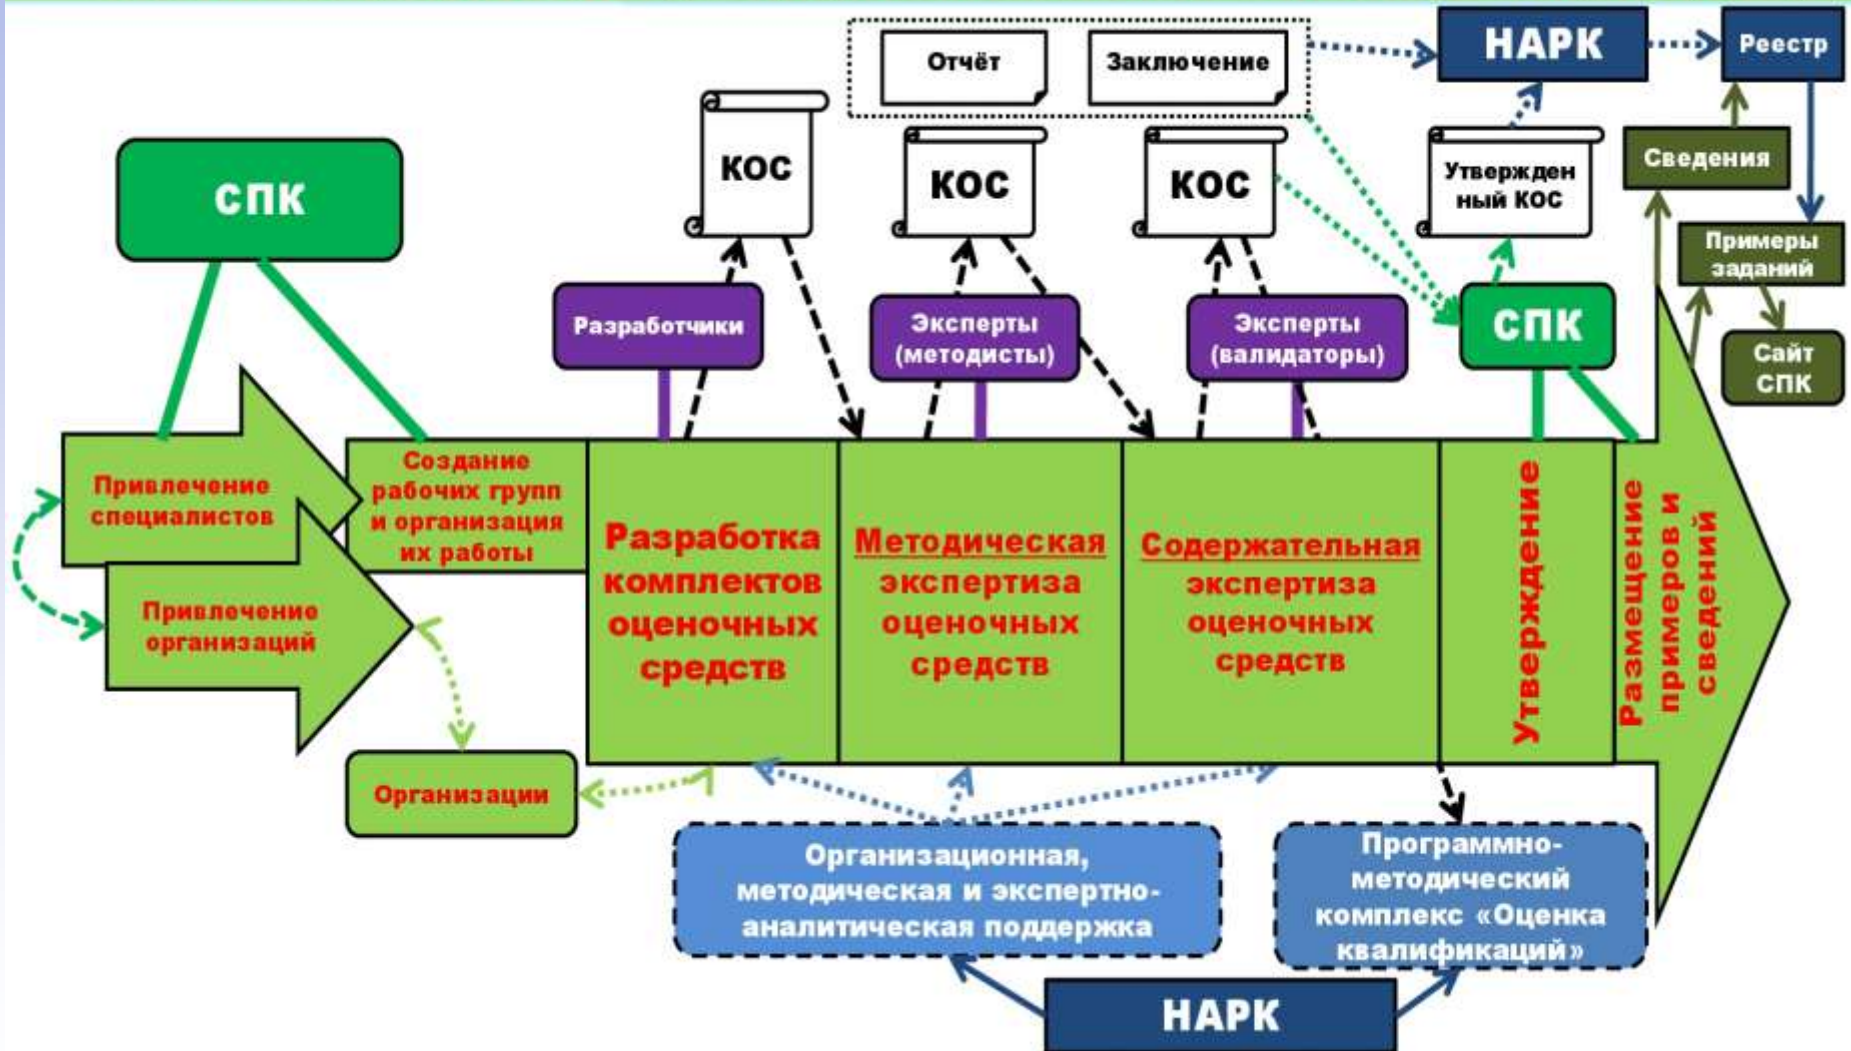 НАРК
Реестр
Отчёт
Заключение
СПК
КОС
КОС
КОС
Утвержден
ный КОС
Сведения
Примеры
заданий
Сайт
СПК
Разработчики
Эксперты
(методисты)
Эксперты
(валидаторы)
СПК
Привлечение
специалистов
Создание
рабочих групп
и организация
их работы
Привлечение
организаций
Разработка
комплектов
оценочных
средств
Методическая
экспертиза
оценочных
средств
Содержательная
экспертиза
оценочных
средств
Утверждение
Размещение
примеров и
сведений
Организации
Организационная,
методическая и экспертно-
аналитическая поддержка
Программно-
методический
комплекс «Оценка
квалификаций»
НАРК